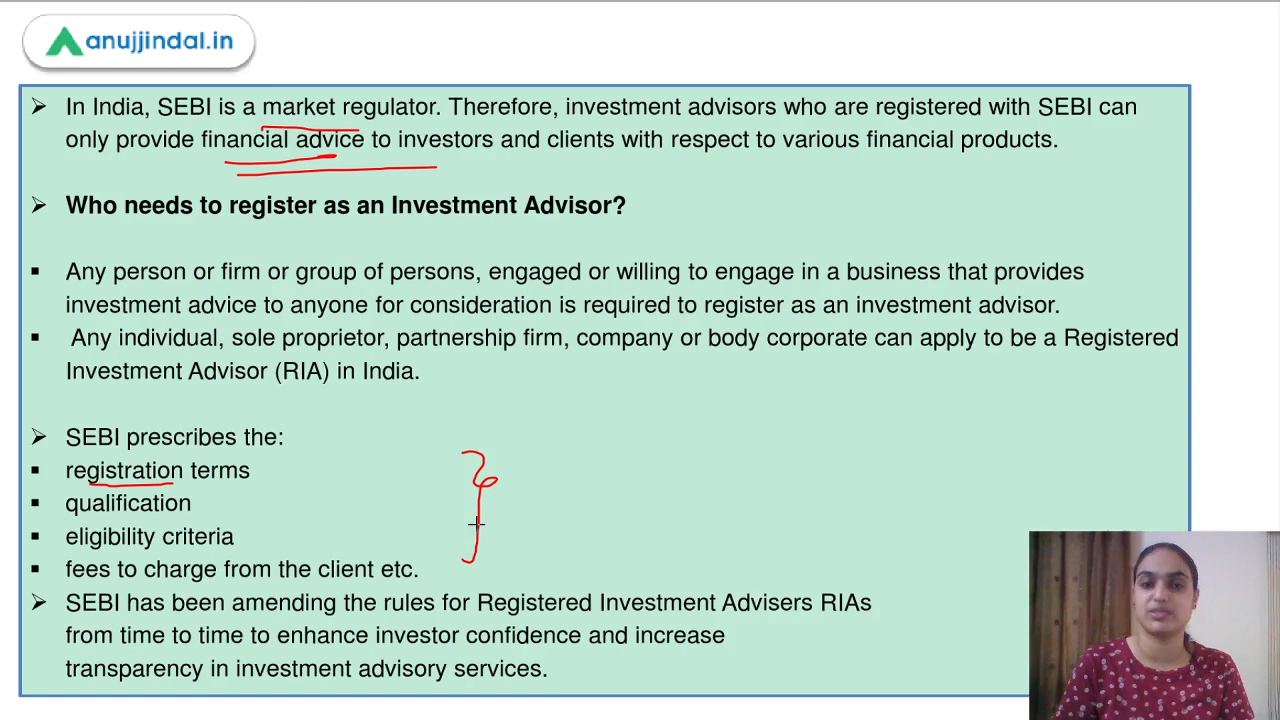 anujjindal.in
➢ In India, SEBI is a market regulator. Therefore, investment advisors who are registered with SEBI can
only provide financial advice to investors and clients with respect to various financial products.
➢ Who needs to register as an Investment Advisor?
▪ Any person or firm or group of persons, engaged or willing to engage in a business that provides
investment advice to anyone for consideration is required to register as an investment advisor.
▪ Any individual, sole proprietor, partnership firm, company or body corporate can apply to be a Registered
Investment Advisor (RIA) in India.
➢ SEBI prescribes the:
▪ registration terms
▪ qualification
▪ eligibility criteria
▪ fees to charge from the client etc.
➢ SEBI has been amending the rules for Registered Investment Advisers RIAs
from time to time to enhance investor confidence and increase
transparency in investment advisory services.